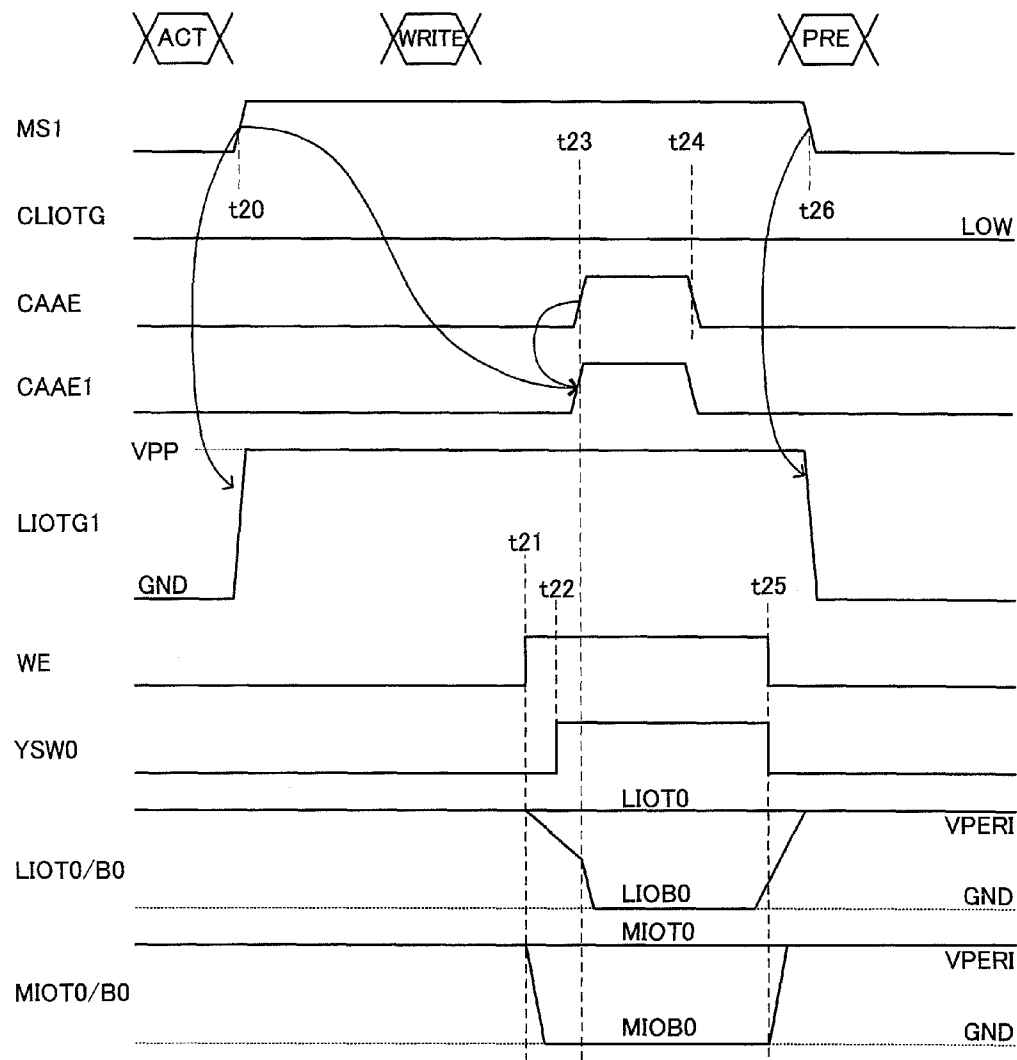 ACT WRITE PRE
MS1
t23 t24
t20 t26
CLIOTG LOW
CAAE
CAAE1
VPP
LIOTG1
t21
GND t22 t25
WE
YSW0
LIOT0
VPERI
LIOT0/B0
LIOB0 GND
MIOT0
VPERI
MIOT0/B0
MIOB0 GND